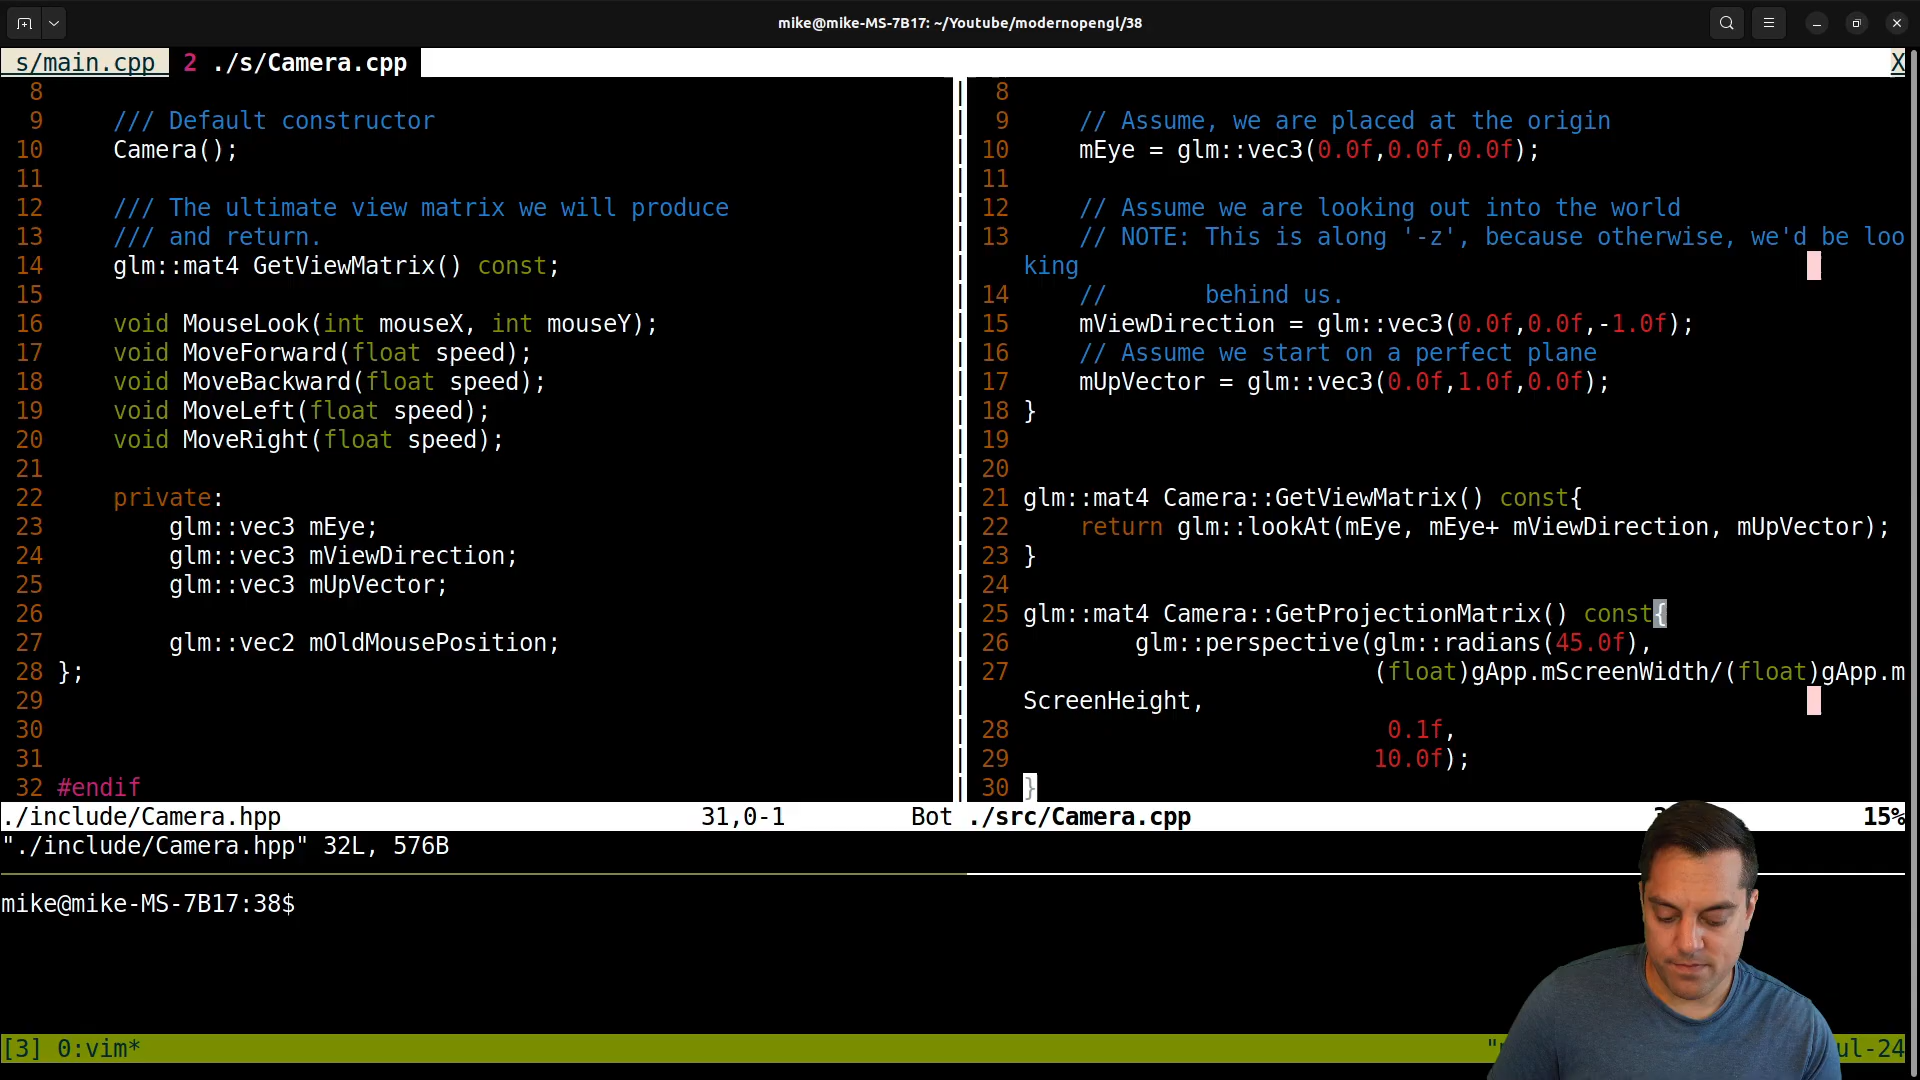 mike@mike-MS-7B17: ~/Youtube/modernopengl/38
s/main.cpp 2 ./s/Camera.cpp X
8
9 /// Default constructor
10 Camera();
11
12 /// The ultimate view matrix we will produce
13 /// and return.
14 glm::mat4 GetViewMatrix() const;
15
16 void MouseLook(int mouseX, int mouseY);
17 void MoveForward(float speed);
18 void MoveBackward(float speed);
19 void MoveLeft(float speed);
20 void MoveRight(float speed);
21
22 private:
23 glm::vec3 mEye;
24 glm::vec3 mViewDirection;
25 glm::vec3 mUpVector;
26
27 glm::vec2 mOldMousePosition;
28 };
29
30
31
32 #endif
./include/Camera.hpp 31,0-1 Bot
8
9 // Assume, we are placed at the origin
10 mEye = glm::vec3(0.0f,0.0f,0.0f);
11
12 // Assume we are looking out into the world
13 // NOTE: This is along '-z', because otherwise, we'd be loo
king
14 // behind us.
15 mViewDirection = glm::vec3(0.0f,0.0f,-1.0f);
16 // Assume we start on a perfect plane
17 mUpVector = glm::vec3(0.0f,1.0f,0.0f);
18 }
19
20
21 glm::mat4 Camera::GetViewMatrix() const{
22 return glm::lookAt(mEye, mEye+ mViewDirection, mUpVector);
23 }
24
25 glm::mat4 Camera::GetProjectionMatrix() const{
26 glm::perspective(glm::radians(45.0f),
27 (float)gApp.mScreenWidth/(float)gApp.m
ScreenHeight,
28 0.1f,
29 10.0f);
30 }
./src/Camera.cpp 15%
"./include/Camera.hpp" 32L, 576B
mike@mike-MS-7B17:38$
[3] 0:vim* ul-24